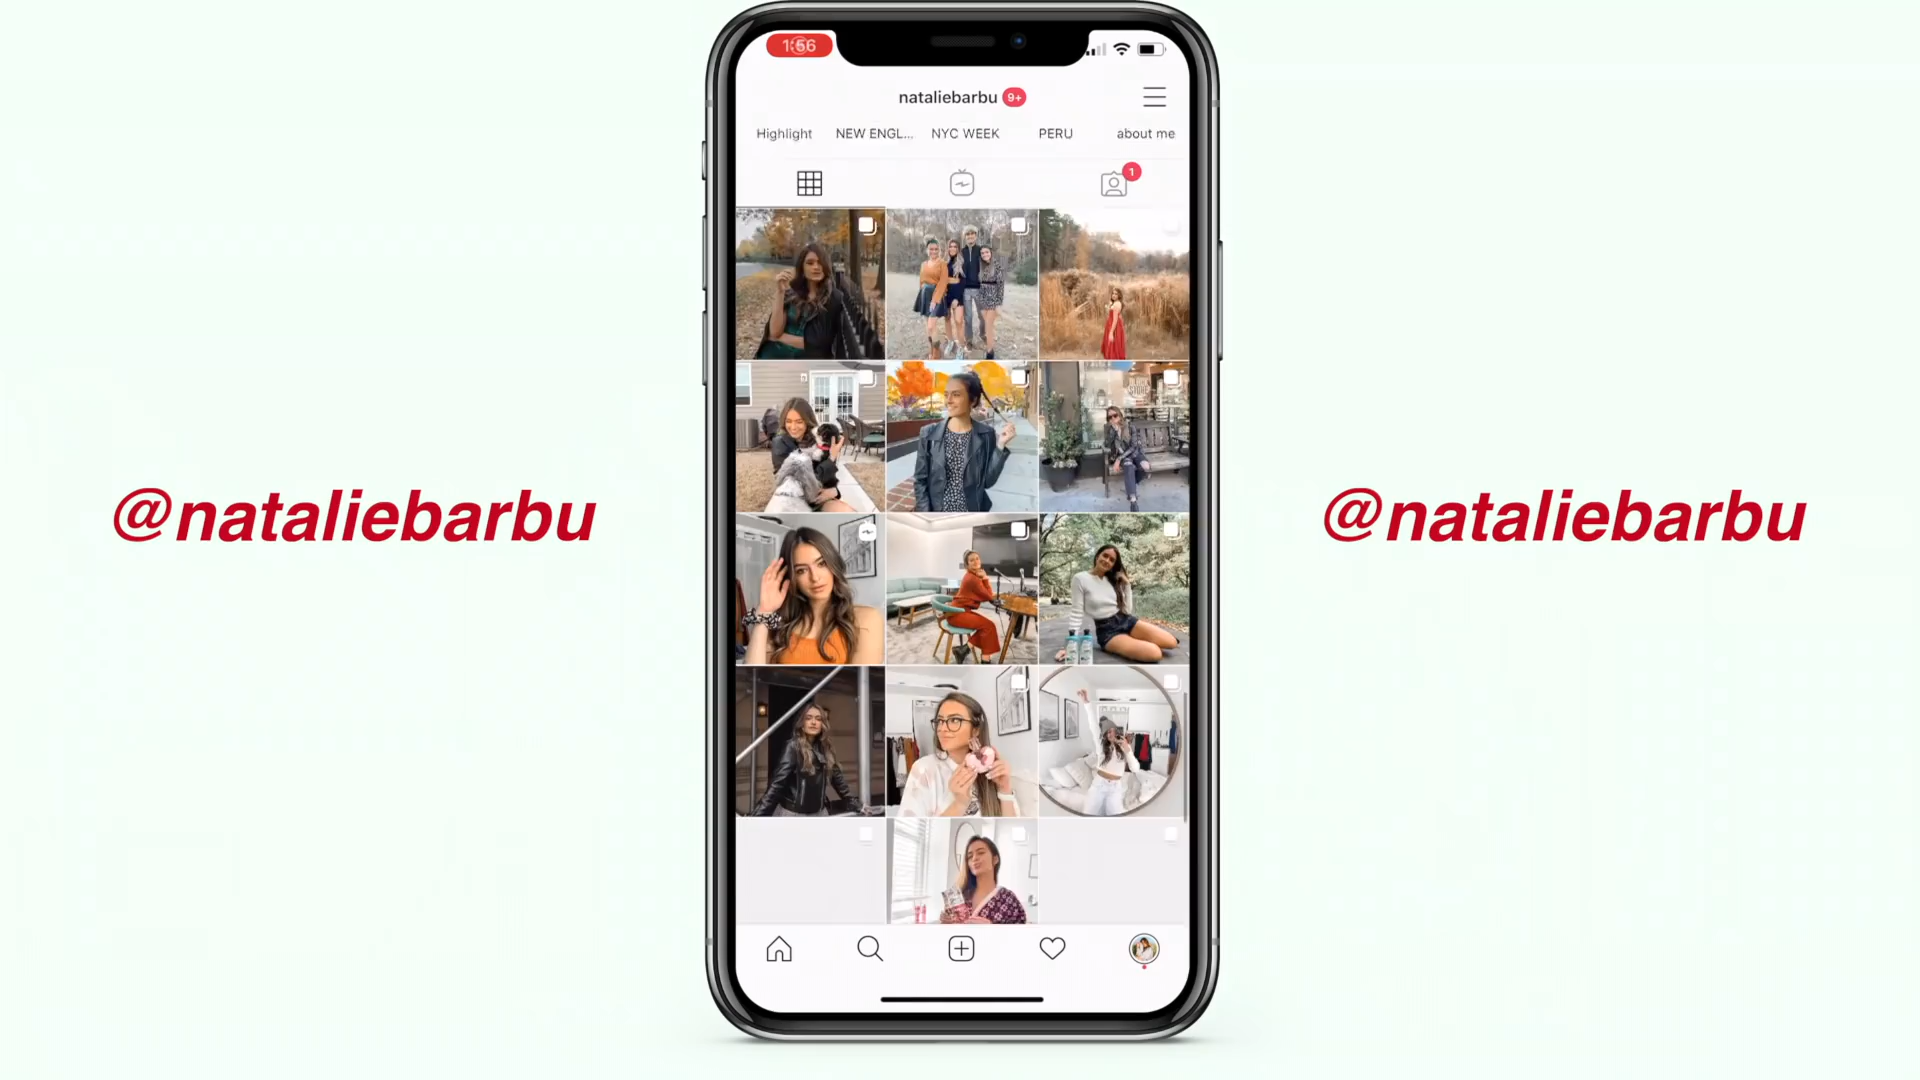 1:56
nataliebarbu 9+
Highlight NEW ENGL... NYC WEEK PERU about me
1
@nataliebarbu
@nataliebarbu